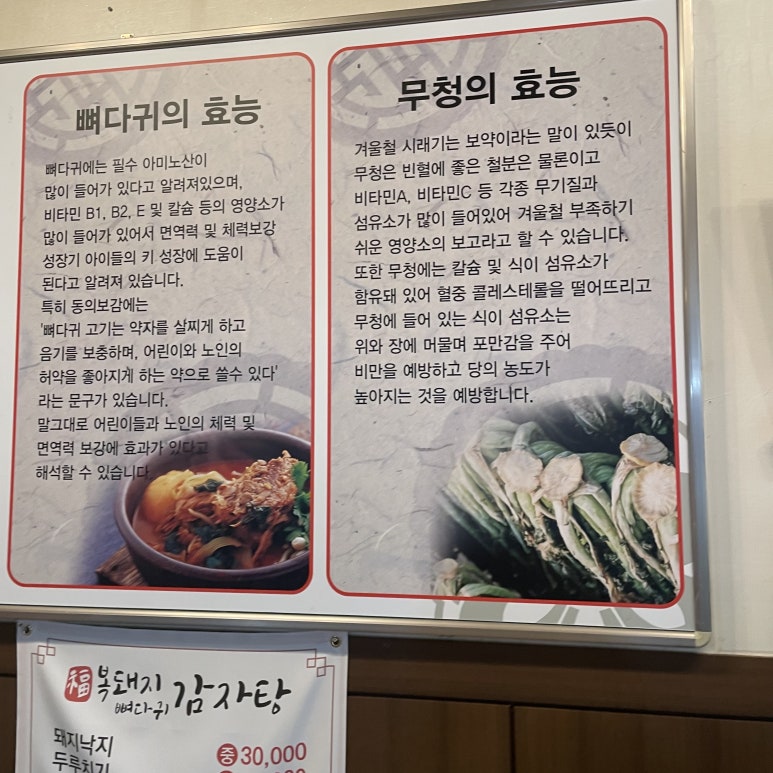 뼈다귀의 효능
뼈다귀에는 필수 아미노산이
많이 들어가 있다고 알려져있으며,
비타민 B1, B2, E 및 칼슘 등의 영양소가
많이 들어가 있어서 면역력 및 체력보강
성장기 아이들의 키 성장에 도움이
된다고 알려져 있습니다.
특히 동의보감에는
'뼈다귀 고기는 약자를 살찌게 하고
음기를 보충하며, 어린이와 노인의
허약을 좋아지게 하는 약으로 쓸수 있다'
라는 문구가 있습니다.
말그대로 어린이들과 노인의 체력 및
면역력 보강에 효과가 있다고
해석할 수 있습니다.
무청의 효능
겨울철 시래기는 보약이라는 말이 있듯이
무청은 빈혈에 좋은 철분은 물론이고
비타민A, 비타민C 등 각종 무기질과
섬유소가 많이 들어있어 겨울철 부족하기
쉬운 영양소의 보고라고 할 수 있습니다.
또한 무청에는 칼슘 및 식이 섬유소가
함유돼 있어 혈중 콜레스테롤을 떨어뜨리고
무청에 들어 있는 식이 섬유소는
위와 장에 머물며 포만감을 주어
비만을 예방하고 당의 농도가
높아지는 것을 예방합니다.
福 복돼지 뼈다귀 감자탕
돼지낙지 중 30,000
두루치기